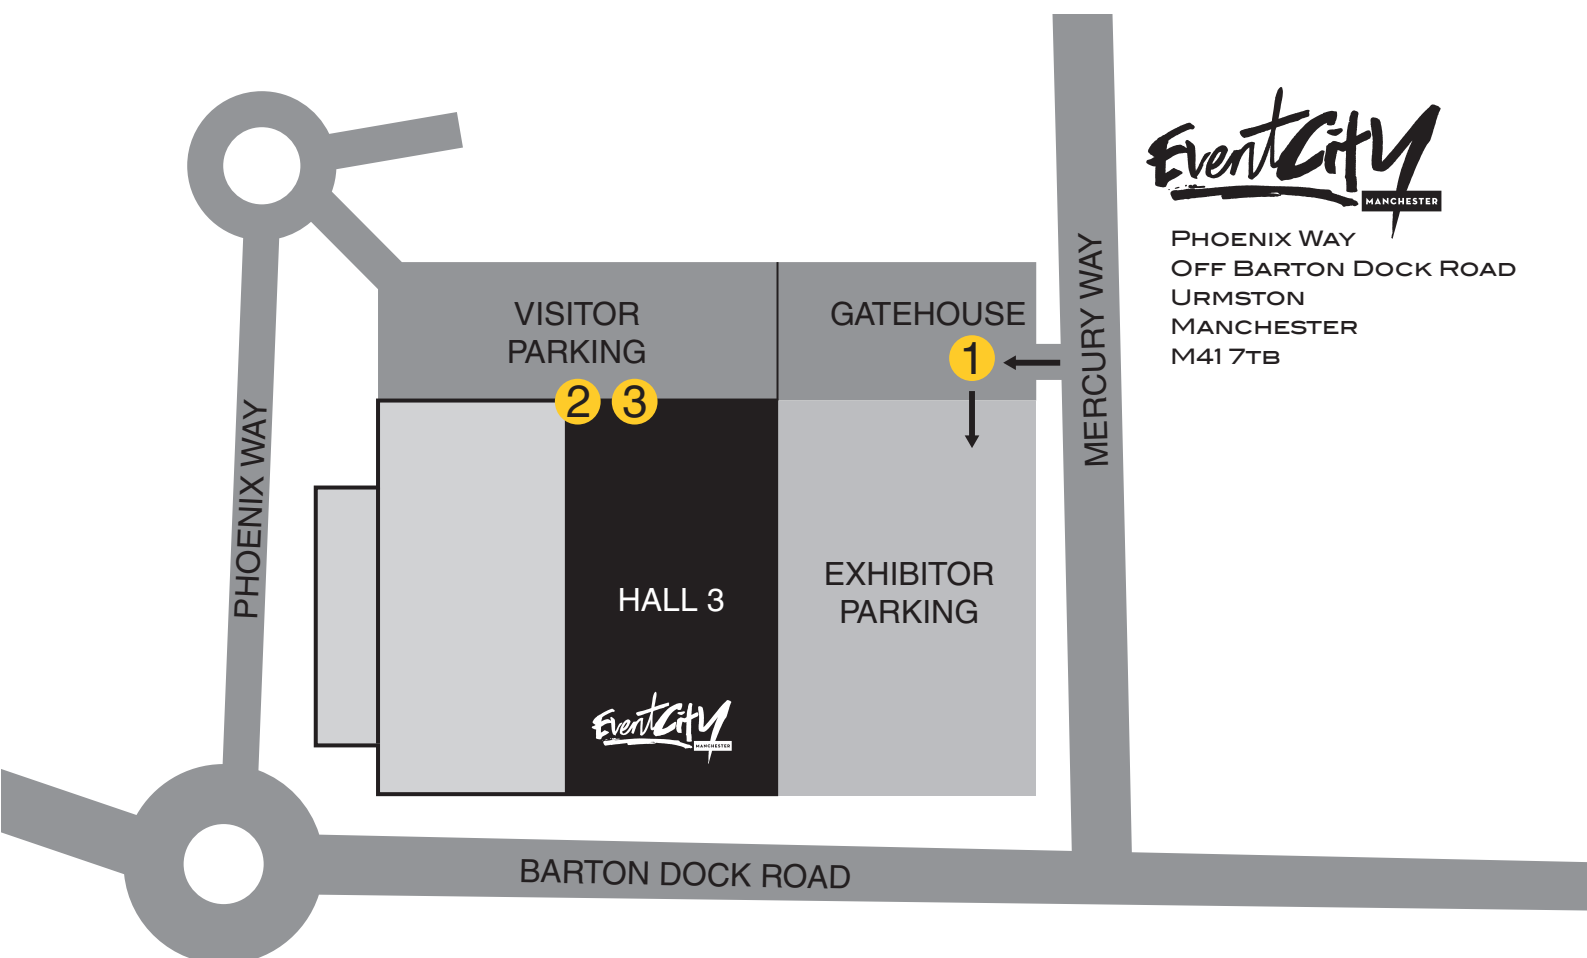 EventCity
MANCHESTER
PHOENIX WAY
OFF BARTON DOCK ROAD
URMSTON
MANCHESTER
M41 7TB
VISITOR
PARKING
GATEHOUSE
1
2
3
MERCURY WAY
PHOENIX WAY
HALL 3
EXHIBITOR
PARKING
EventCity
MANCHESTER
BARTON DOCK ROAD